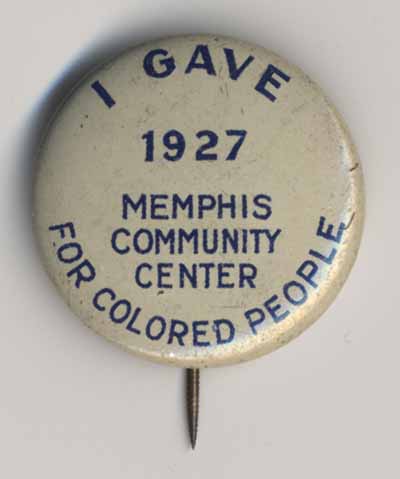 I GAVE
1927
MEMPHIS
COMMUNITY
CENTER
FOR COLORED PEOPLE